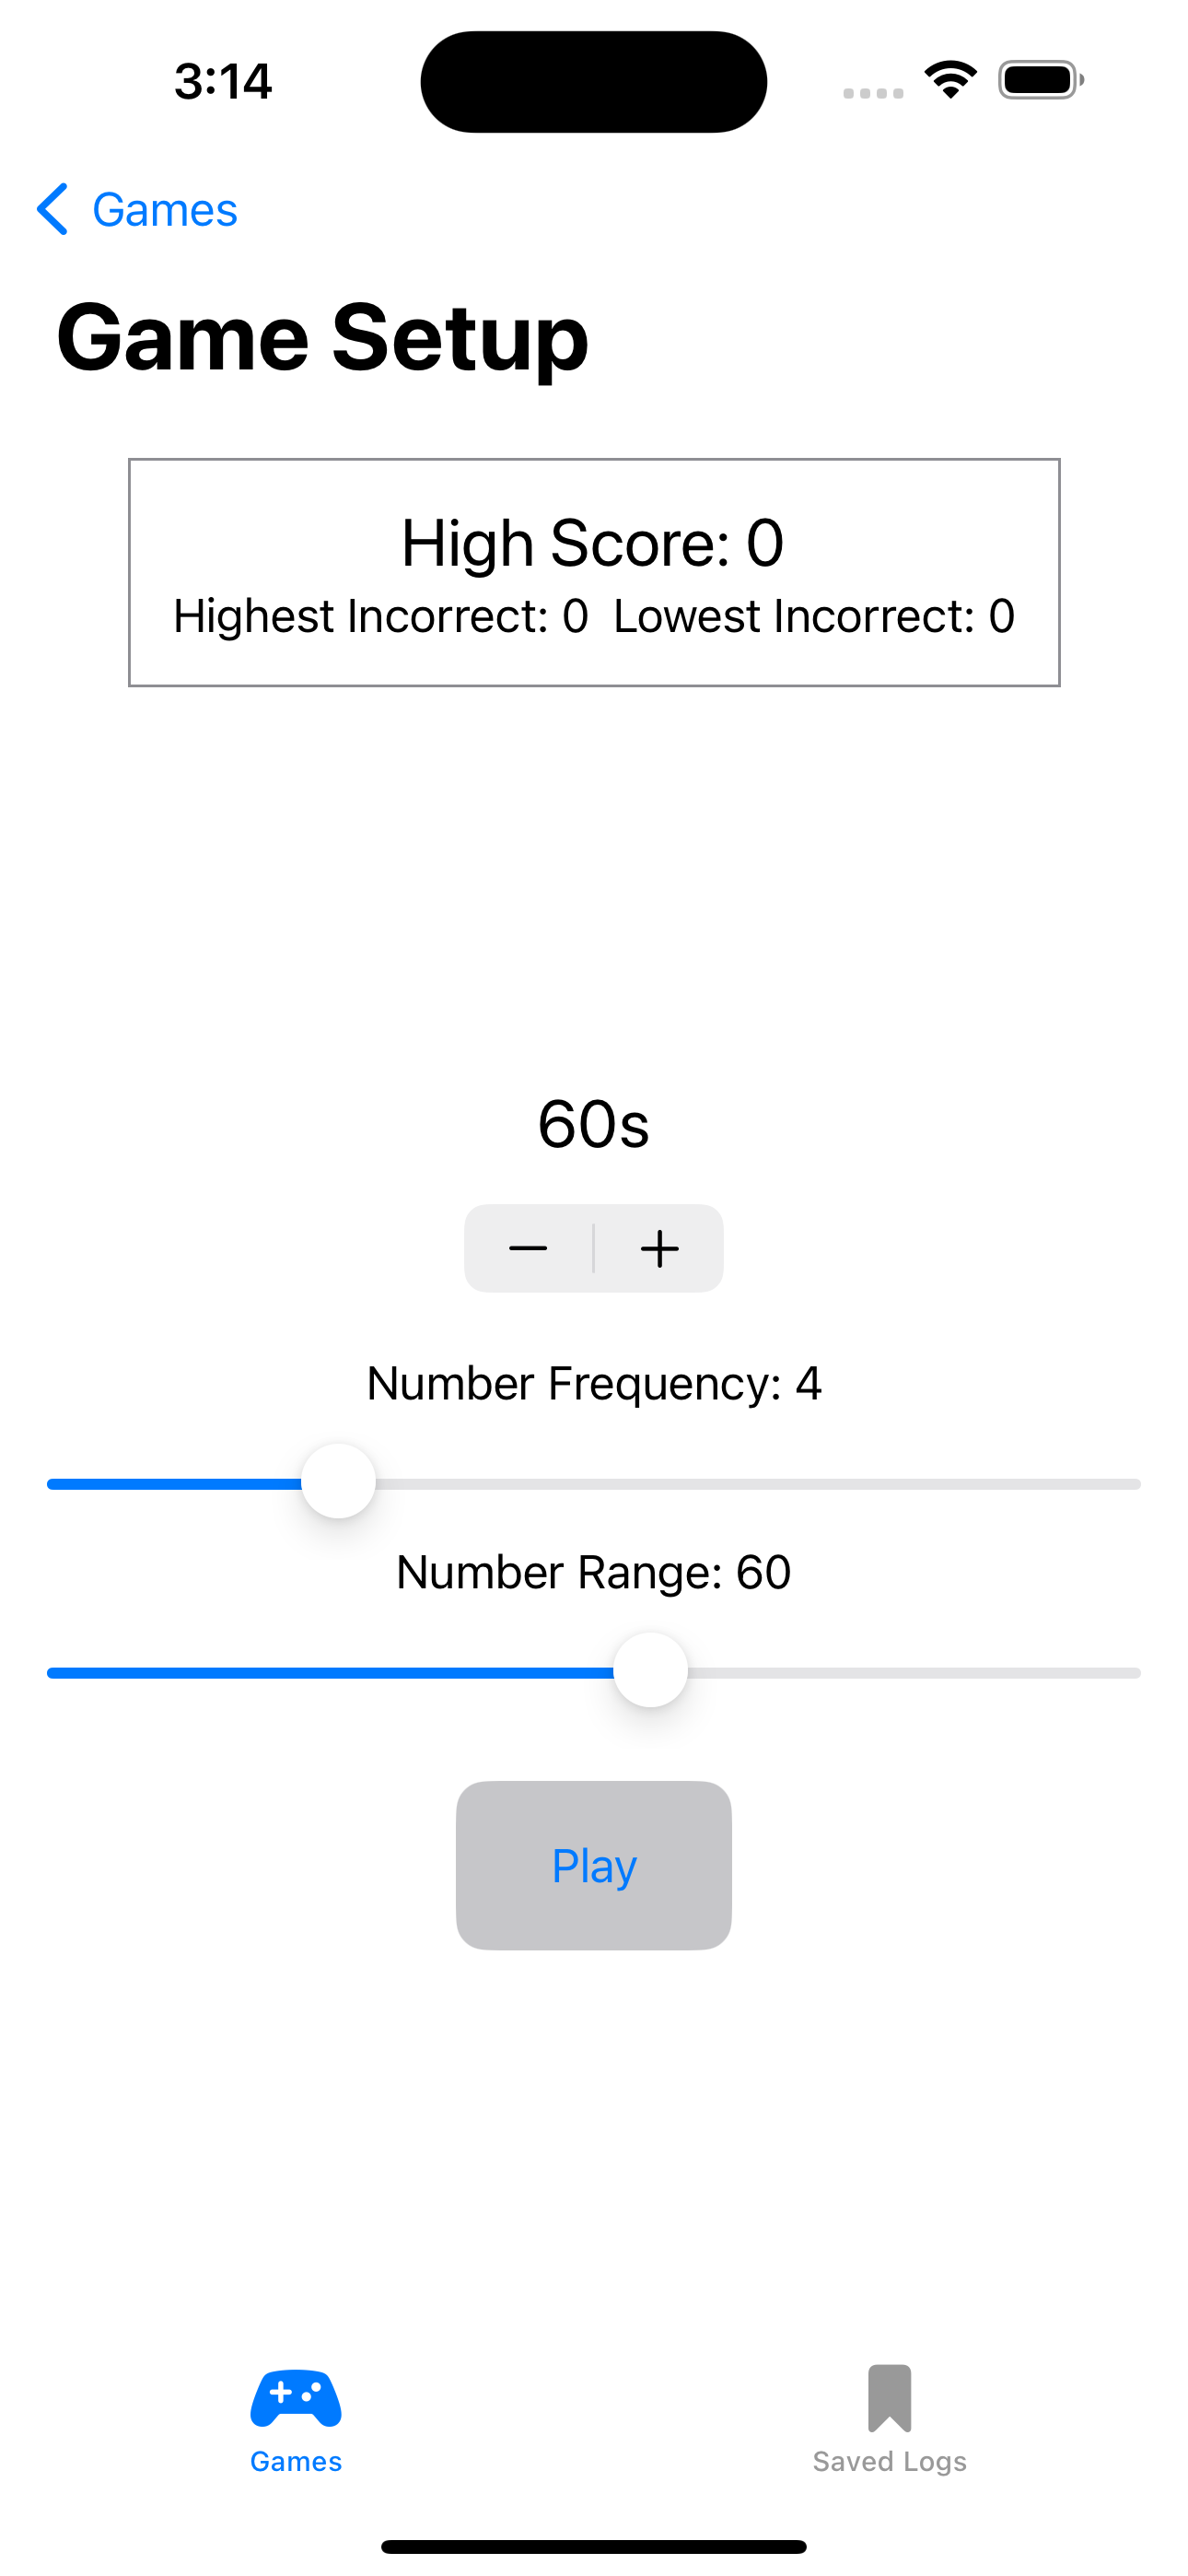 3:14
Games
Game Setup
High Score: 0
Highest Incorrect: 0 Lowest Incorrect: 0
60s
Number Frequency: 4
Number Range: 60
Play
Games
Saved Logs